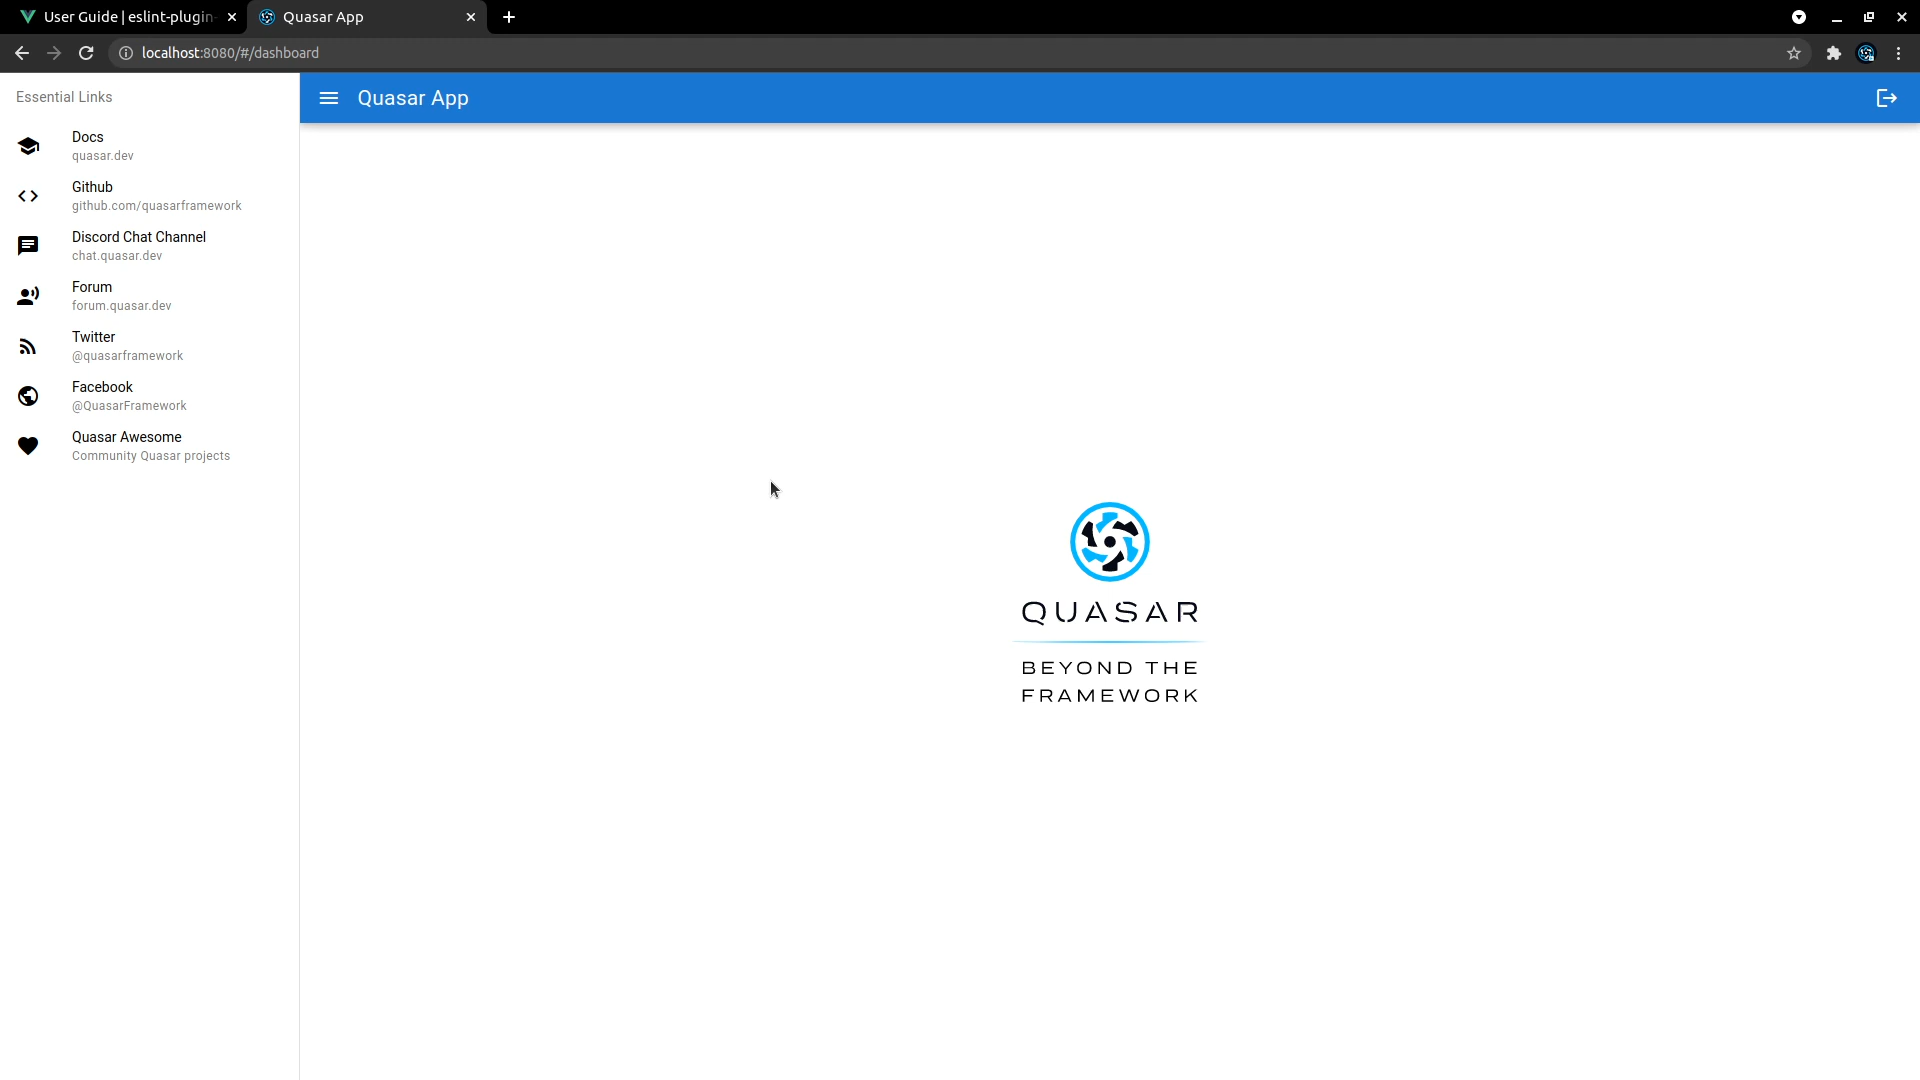 User Guide | eslint-plugin-
Quasar App
localhost:8080/#/dashboard
Essential Links
Docs
quasar.dev
Github
github.com/quasarframework
Discord Chat Channel
chat.quasar.dev
Forum
forum.quasar.dev
Twitter
@quasarframework
Facebook
@QuasarFramework
Quasar Awesome
Community Quasar projects
Quasar App
QUASAR
BEYOND THE
FRAMEWORK